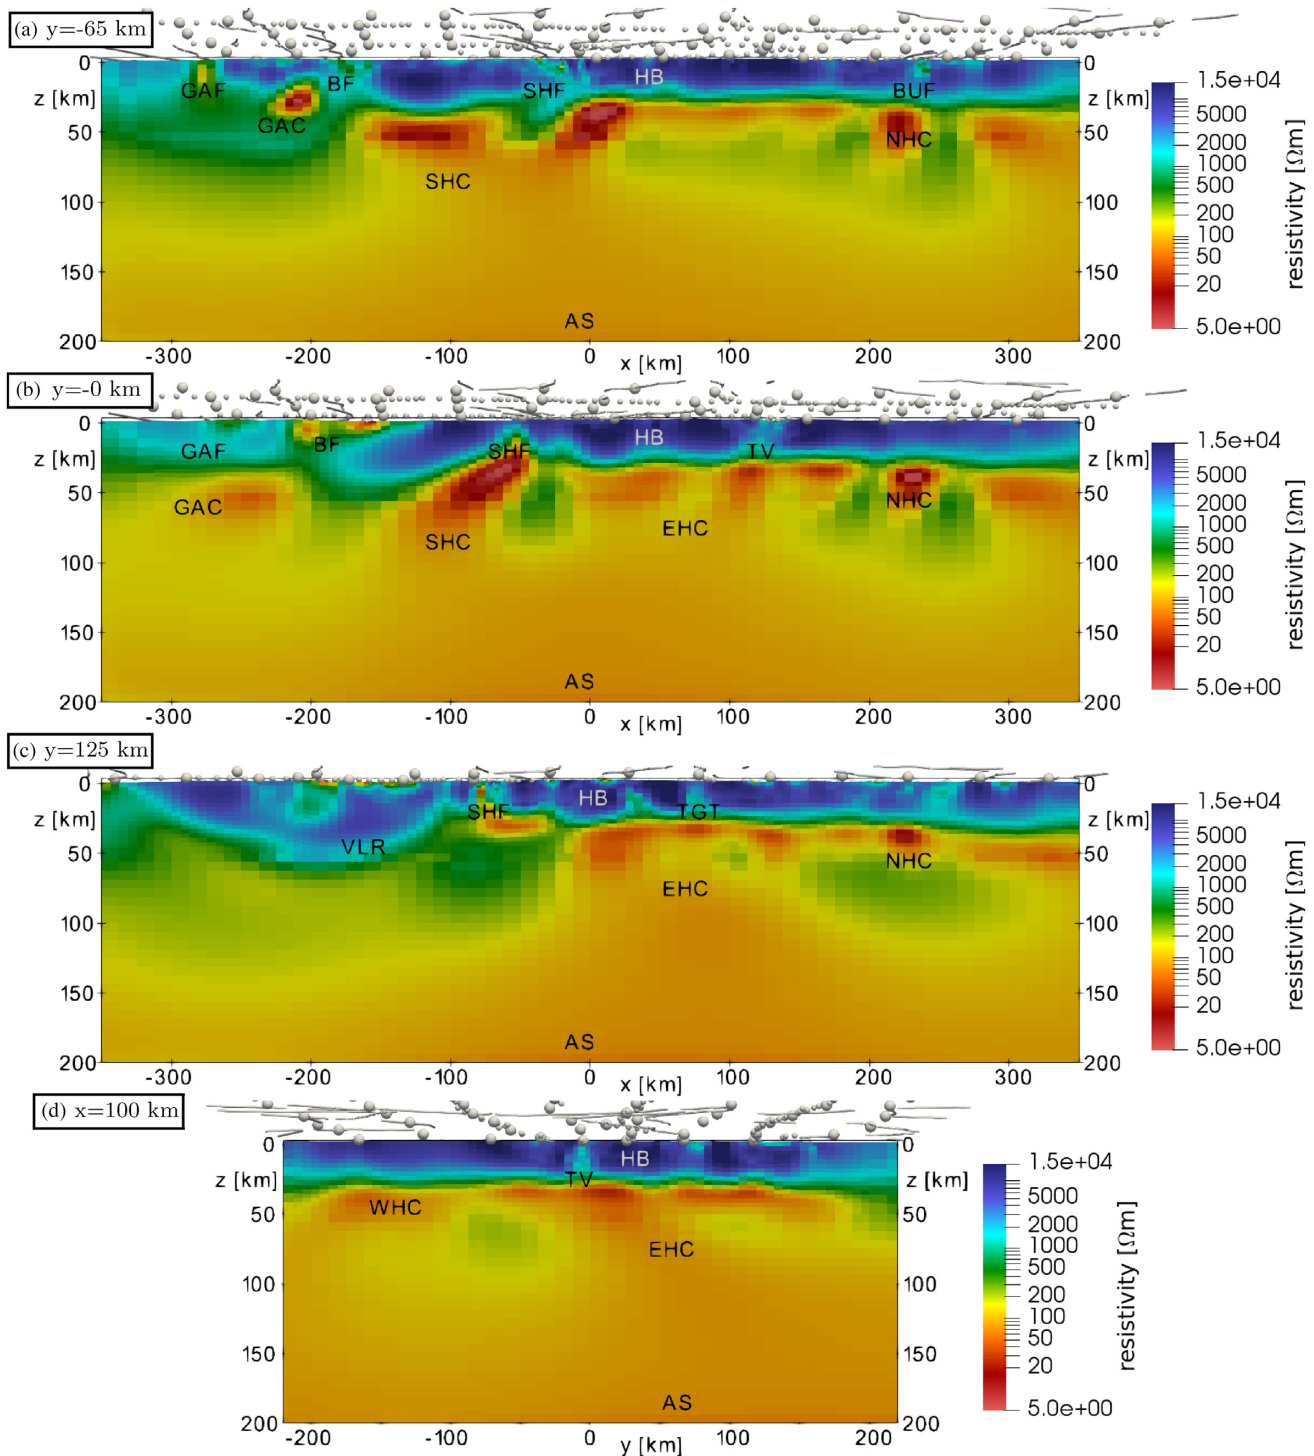 (a) y=-65 km
0 GAF BF SHF HB BUF 0
z [km] z [km]
50 GAC NHC 50
SHC
100 100
150 150
AS
200 200
-300 -200 -100 0 100 200 300
x [km]
1.5e+04
5000
2000
1000
500
200
100
50
20
5.0e+00
resistivity [Ωm]
(b) y=-0 km
0 GAF BF SHF HB TV 0
z [km] z [km]
50 GAC NHC 50
SHC EHC
100 100
150 150
AS
200 200
-300 -200 -100 0 100 200 300
x [km]
1.5e+04
5000
2000
1000
500
200
100
50
20
5.0e+00
resistivity [Ωm]
(c) y=125 km
0 SHF HB TGT 0
z [km] z [km]
50 VLR NHC 50
EHC
100 100
150 150
AS
200 200
-300 -200 -100 0 100 200 300
x [km]
1.5e+04
5000
2000
1000
500
200
100
50
20
5.0e+00
resistivity [Ωm]
(d) x=100 km
0 HB 0
z [km] TV z [km]
50 WHC 50
EHC
100 100
150 150
AS
200 200
-200 -100 0 100 200
y [km]
1.5e+04
5000
2000
1000
500
200
100
50
20
5.0e+00
resistivity [Ωm]